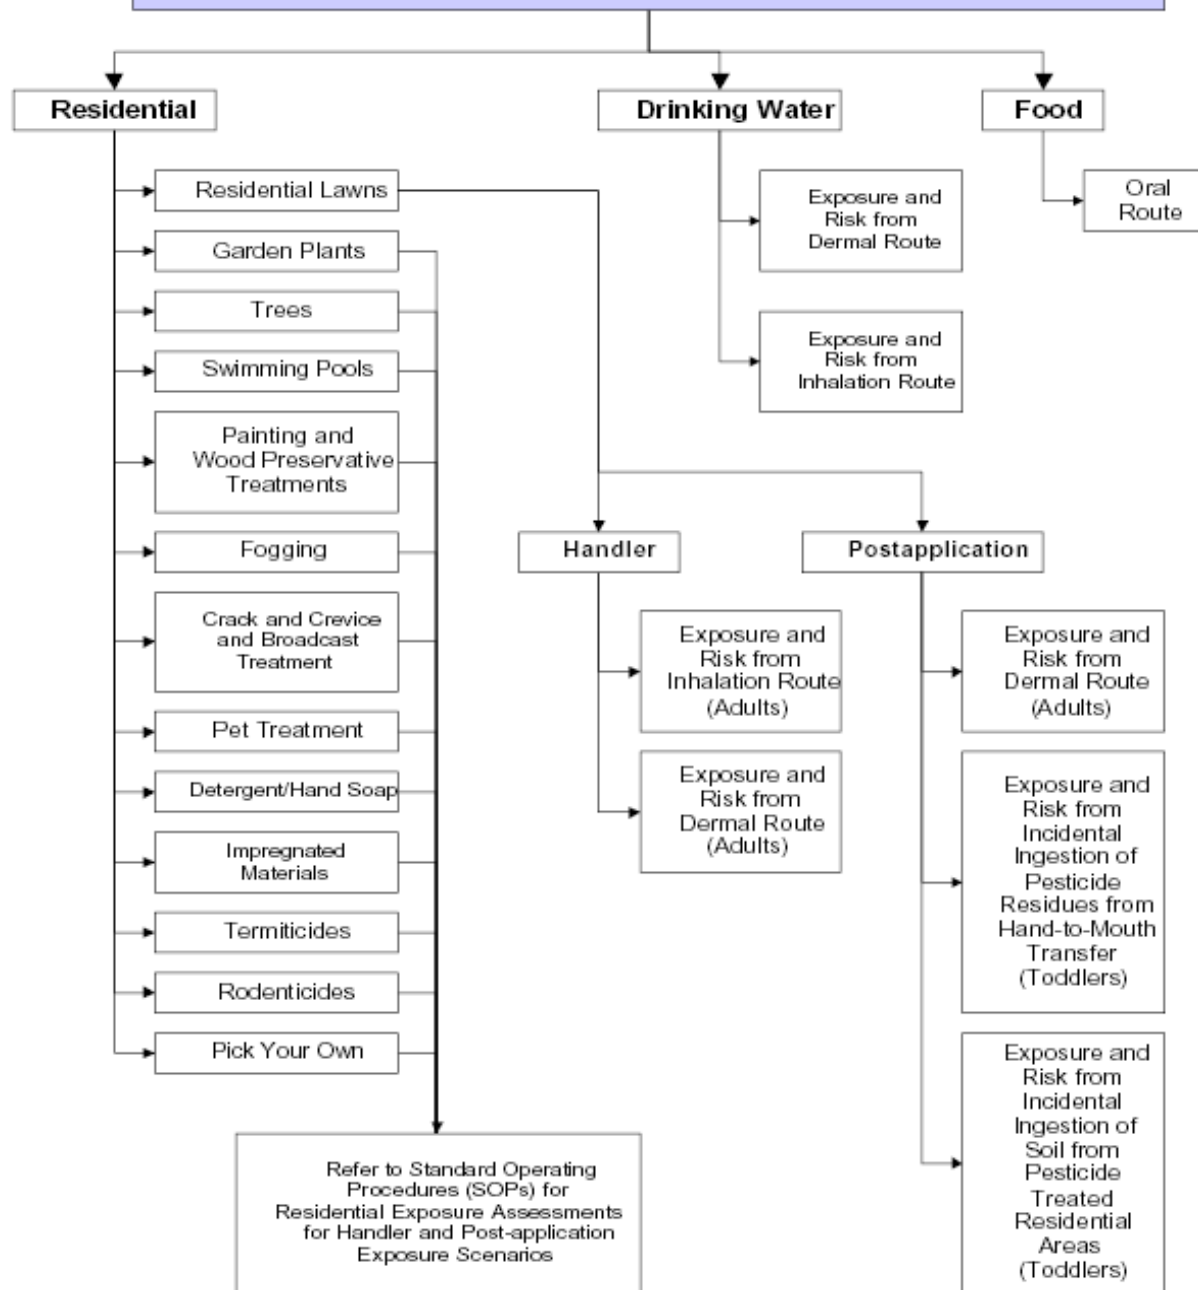 Residential
Drinking Water
Food
Residential Lawns
Garden Plants
Trees
Swimming Pools
Painting and
Wood Preservative
Treatments
Fogging
Crack and Crevice
and Broadcast
Treatment
Pet Treatment
Detergent/Hand Soap
Impregnated
Materials
Termiticides
Rodenticides
Pick Your Own
Refer to Standard Operating
Procedures (SOPs) for
Residential Exposure Assessments
for Handler and Post-application
Exposure Scenarios
Exposure and
Risk from
Dermal Route
Exposure and
Risk from
Inhalation Route
Oral
Route
Handler
Exposure and
Risk from
Inhalation Route
(Adults)
Exposure and
Risk from
Dermal Route
(Adults)
Postapplication
Exposure and
Risk from
Dermal Route
(Adults)
Exposure and
Risk from
Incidental
Ingestion of
Pesticide
Residues from
Hand-to-Mouth
Transfer
(Toddlers)
Exposure and
Risk from
Incidental
Ingestion of
Soil from
Pesticide
Treated
Residential
Areas
(Toddlers)